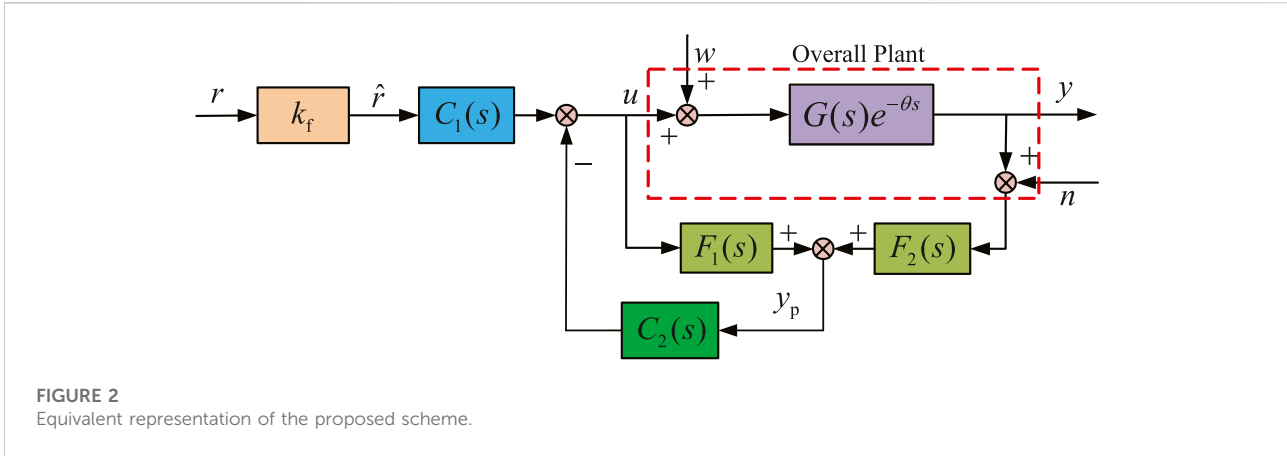 w
Overall Plant
+
r
k_f
r̂
C_1(s)
u
+
G(s)e^{-θs}
y
−
+
n
F_1(s)
+
+
F_2(s)
y_p
C_2(s)
FIGURE 2
Equivalent representation of the proposed scheme.